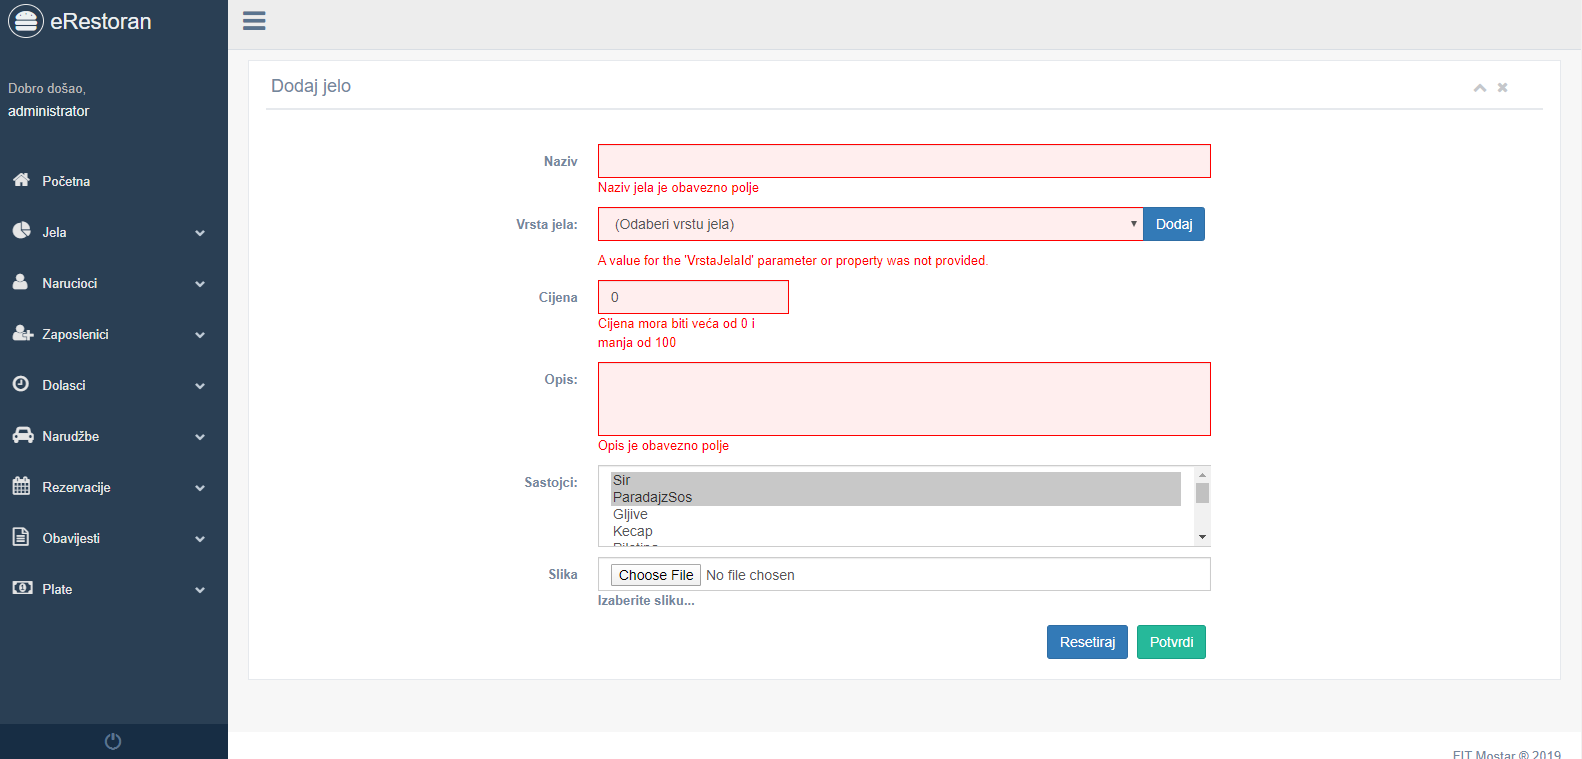 eRestoran
Dobro došao,
administrator
Početna
Jela
Narucioci
Zaposlenici
Dolasci
Narudžbe
Rezervacije
Obavijesti
Plate
Dodaj jelo
Naziv
Naziv jela je obavezno polje
Vrsta jela:
(Odaberi vrstu jela)
Dodaj
A value for the 'VrstaJelaId' parameter or property was not provided.
Cijena
0
Cijena mora biti veća od 0 i
manja od 100
Opis:
Opis je obavezno polje
Sastojci:
Sir
ParadajzSos
Gljive
Kecap
Slika
Choose File No file chosen
Izaberite sliku...
Resetiraj
Potvrdi
FIT Mostar ® 2019